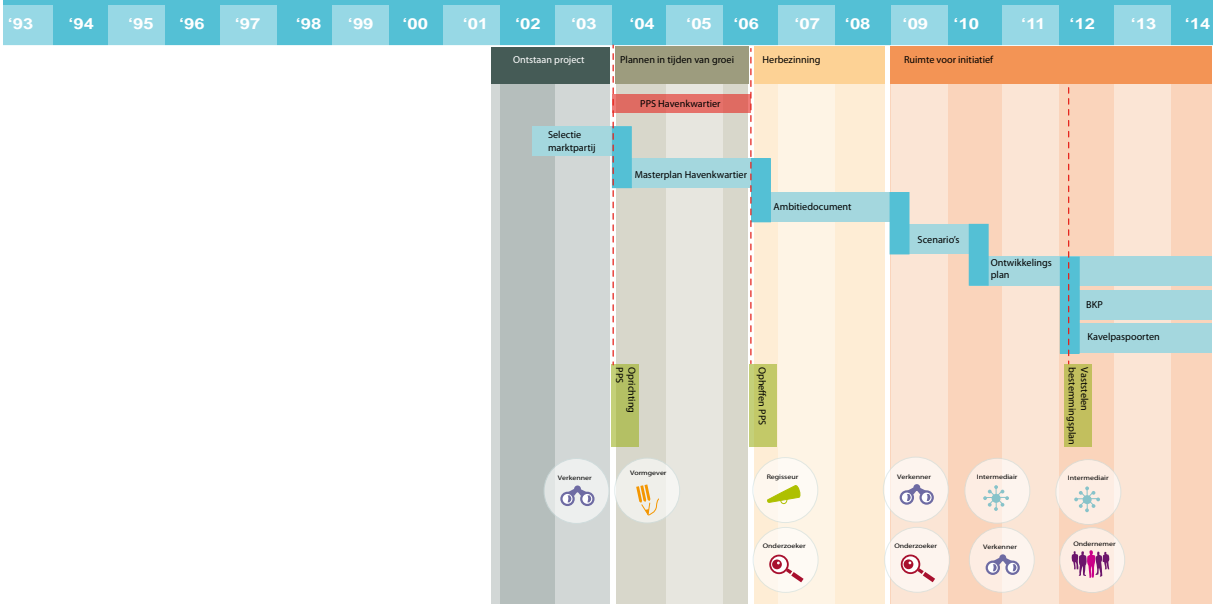 ‘93 ‘94 ‘95 ‘96 ‘97 ‘98 ‘99 ‘00 ‘01 ‘02 ‘03 ‘04 ‘05 ‘06 ‘07 ‘08 ‘09 ‘10 ‘11 ‘12 ‘13 ‘14
Ontstaan project
Plannen in tijden van groei
Herbezinning
Ruimte voor initiatief
PPS Havenkwartier
Selectie
marktpartij
Masterplan Havenkwartier
Ambitiedocument
Scenario's
Ontwikkelings
plan
BKP
Kavelpaspoorten
Oprichting
PPS
Opheffen PPS
Vaststelen
bestemmingsplan
Verkenner
Vormgever
Regisseur
Verkenner
Intermediair
Intermediair
Onderzoeker
Onderzoeker
Verkenner
Ondernemer